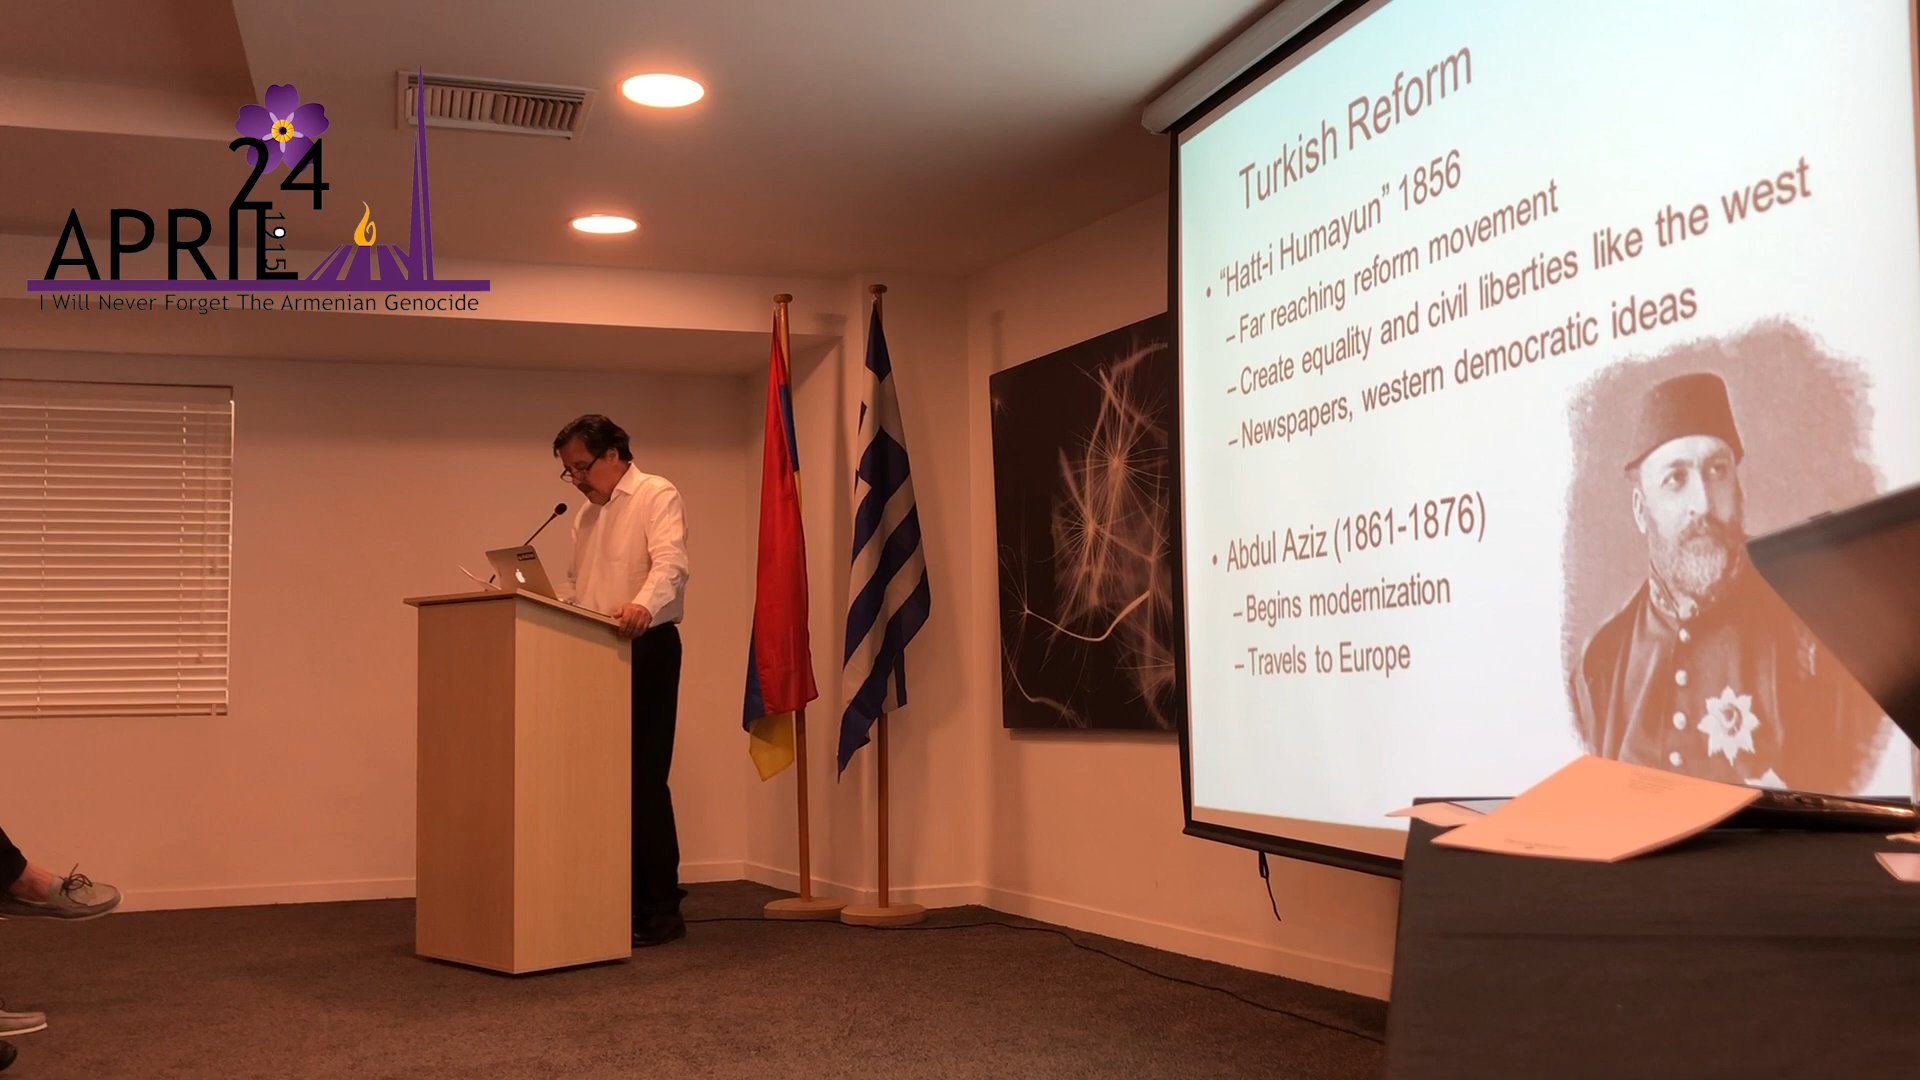 24
APRIL
1915
I Will Never Forget The Armenian Genocide
Turkish Reform
• “Hatt-i Humayun” 1856
– Far reaching reform movement
– Create equality and civil liberties like the west
– Newspapers, western democratic ideas
• Abdul Aziz (1861-1876)
– Begins modernization
– Travels to Europe